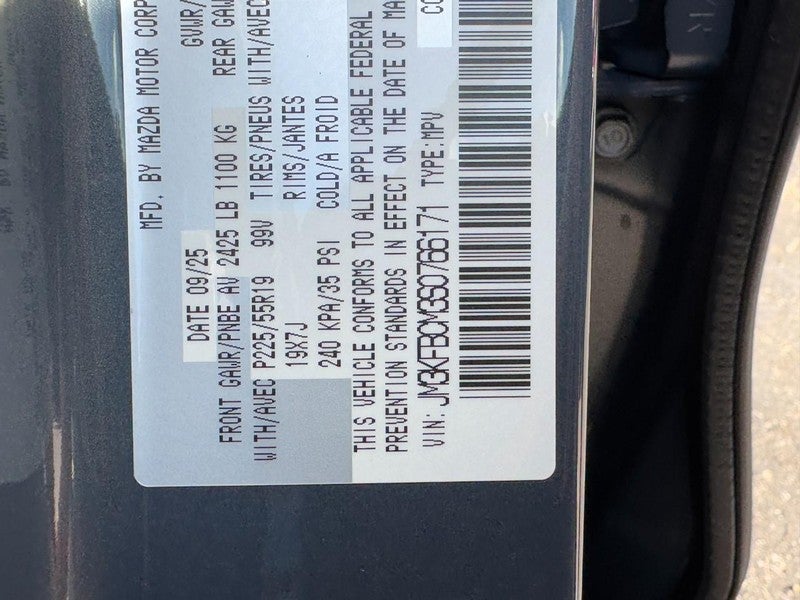 MFD. BY MAZDA MOTOR CORP
DATE 09/25 GVWR/
FRONT GAWR/PNBE AV 2425 LB 1100 KG REAR GAW
WITH/AVEC P225/55R19 99V TIRES/PNEUS WITH/AVEC
19X7J RIMS/JANTES
240 KPA/35 PSI COLD/A FROID
THIS VEHICLE CONFORMS TO ALL APPLICABLE FEDERAL
PREVENTION STANDARDS IN EFFECT ON THE DATE OF MA
VIN: JM3KFBCM3S0766171 TYPE:MPV CO